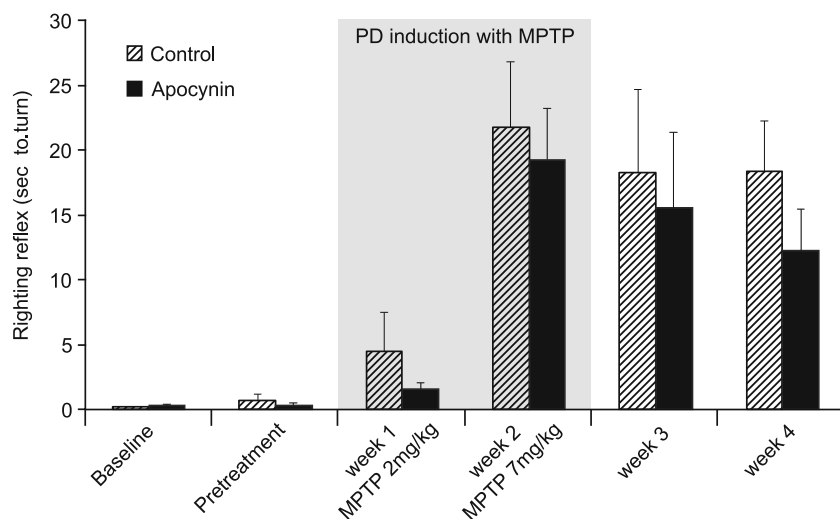 30
25
20
15
10
5
0
Righting reflex (sec to.turn)
Control
Apocynin
PD induction with MPTP
Baseline
Pretreatment
week 1
MPTP 2mg/kg
week 2
MPTP 7mg/kg
week 3
week 4